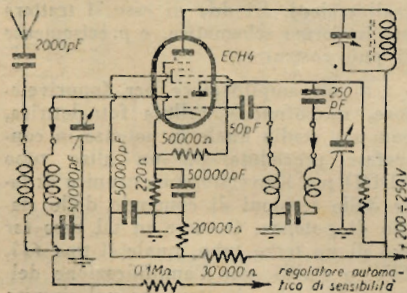 2000pF
ECH4
250
pF
50pF
50000Ω
50000pF
50000pF
220Ω
50000pF
20000Ω
+200÷250V
30000Ω
0.1MΩ
regolatore automa-
tico di sensibilità